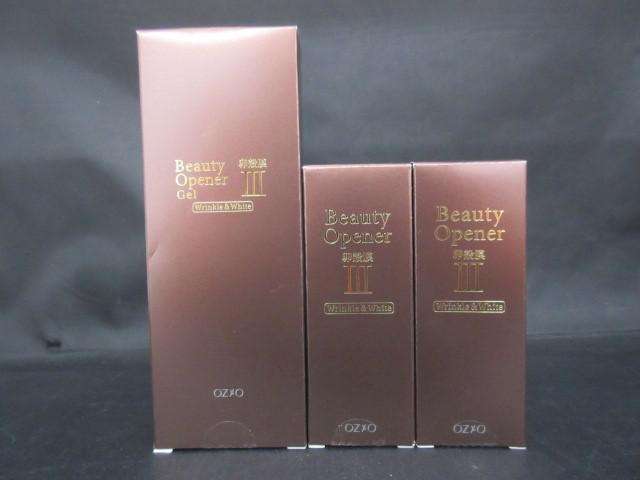 Beauty
Opener
Gel
卵殻膜
III
Wrinkle & White
OZIO
Beauty
Opener
卵殻膜
III
Wrinkle & White
OZIO
Beauty
Opener
卵殻膜
III
Wrinkle & White
OZIO